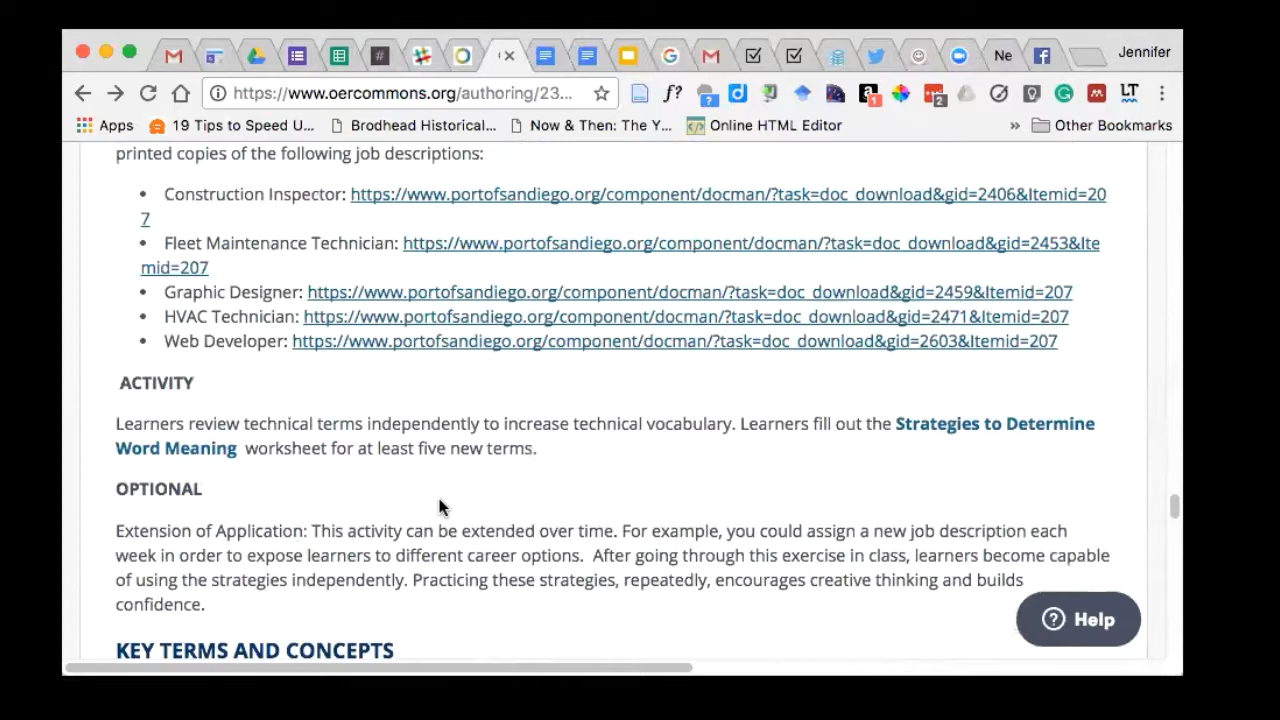 Ne
Jennifer
https://www.oercommons.org/authoring/23...
f?
?
a
1
2
LT
Apps
19 Tips to Speed U...
Brodhead Historical...
Now & Then: The Y...
Online HTML Editor
»
Other Bookmarks
printed copies of the following job descriptions:
• Construction Inspector: https://www.portofsandiego.org/component/docman/?task=doc_download&gid=2406&Itemid=20
7
• Fleet Maintenance Technician: https://www.portofsandiego.org/component/docman/?task=doc_download&gid=2453&Ite
mid=207
• Graphic Designer: https://www.portofsandiego.org/component/docman/?task=doc_download&gid=2459&Itemid=207
• HVAC Technician: https://www.portofsandiego.org/component/docman/?task=doc_download&gid=2471&Itemid=207
• Web Developer: https://www.portofsandiego.org/component/docman/?task=doc_download&gid=2603&Itemid=207
ACTIVITY
Learners review technical terms independently to increase technical vocabulary. Learners fill out the Strategies to Determine
Word Meaning worksheet for at least five new terms.
OPTIONAL
Extension of Application: This activity can be extended over time. For example, you could assign a new job description each
week in order to expose learners to different career options. After going through this exercise in class, learners become capable
of using the strategies independently. Practicing these strategies, repeatedly, encourages creative thinking and builds
confidence.
Help
KEY TERMS AND CONCEPTS